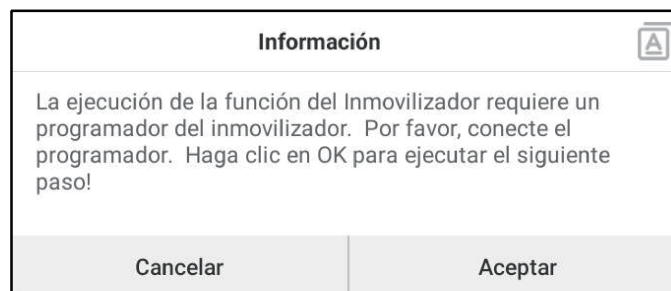 Información
A
La ejecución de la función del Inmovilizador requiere un
programador del inmovilizador.  Por favor, conecte el
programador.  Haga clic en OK para ejecutar el siguiente
paso!
Cancelar
Aceptar